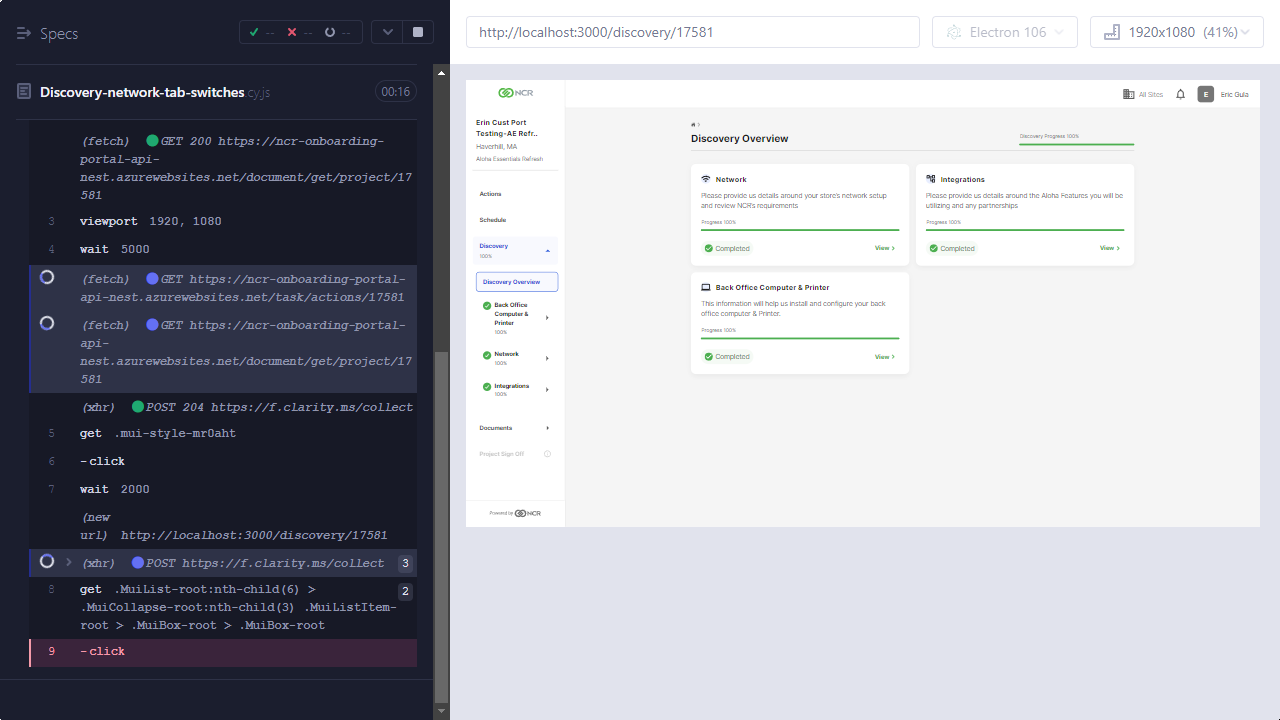 Specs
-- -- --
Discovery-network-tab-switches.cy.js
00:16
(fetch) GET 200 https://ncr-onboarding-
portal-api-
nest.azurewebsites.net/document/get/project/17
581
3 viewport 1920, 1080
4 wait 5000
(fetch) GET https://ncr-onboarding-portal-
api-nest.azurewebsites.net/task/actions/17581
(fetch) GET https://ncr-onboarding-portal-
api-
nest.azurewebsites.net/document/get/project/17
581
(xhr) POST 204 https://f.clarity.ms/collect
5 get .mui-style-mr0aht
6 -click
7 wait 2000
(new
url) http://localhost:3000/discovery/17581
(xhr) POST https://f.clarity.ms/collect 3
8 get .MuiList-root:nth-child(6) > 2
.MuiCollapse-root:nth-child(3) .MuiListItem-
root > .MuiBox-root > .MuiBox-root
9 -click
http://localhost:3000/discovery/17581
Electron 106
1920x1080 (41%)
NCR
All Sites
E
Eric Gula
Erin Cust Port
Testing-AE Refr..
Haverhill, MA
Aloha Essentials Refresh
Actions
Schedule
Discovery
100%
Discovery Overview
Back Office
Computer &
Printer
100%
Network
100%
Integrations
100%
Documents
Project Sign Off
Powered by NCR
Discovery Overview
Discovery Progress 100%
Network
Please provide us details around your store's network setup
and review NCR's requirements
Progress 100%
Completed
View >
Integrations
Please provide us details around the Aloha Features you will be
utilizing and any partnerships
Progress 100%
Completed
View >
Back Office Computer & Printer
This information will help us install and configure your back
office computer & Printer.
Progress 100%
Completed
View >